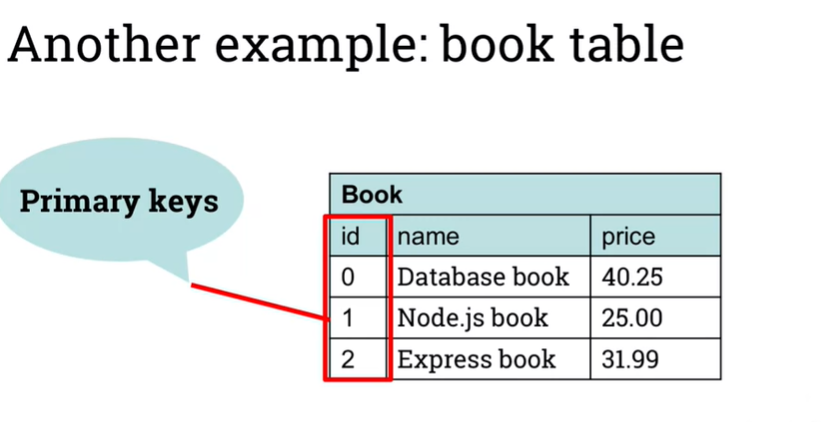 Another example: book table
Primary keys
Book
id name price
0 Database book 40.25
1 Node.js book 25.00
2 Express book 31.99